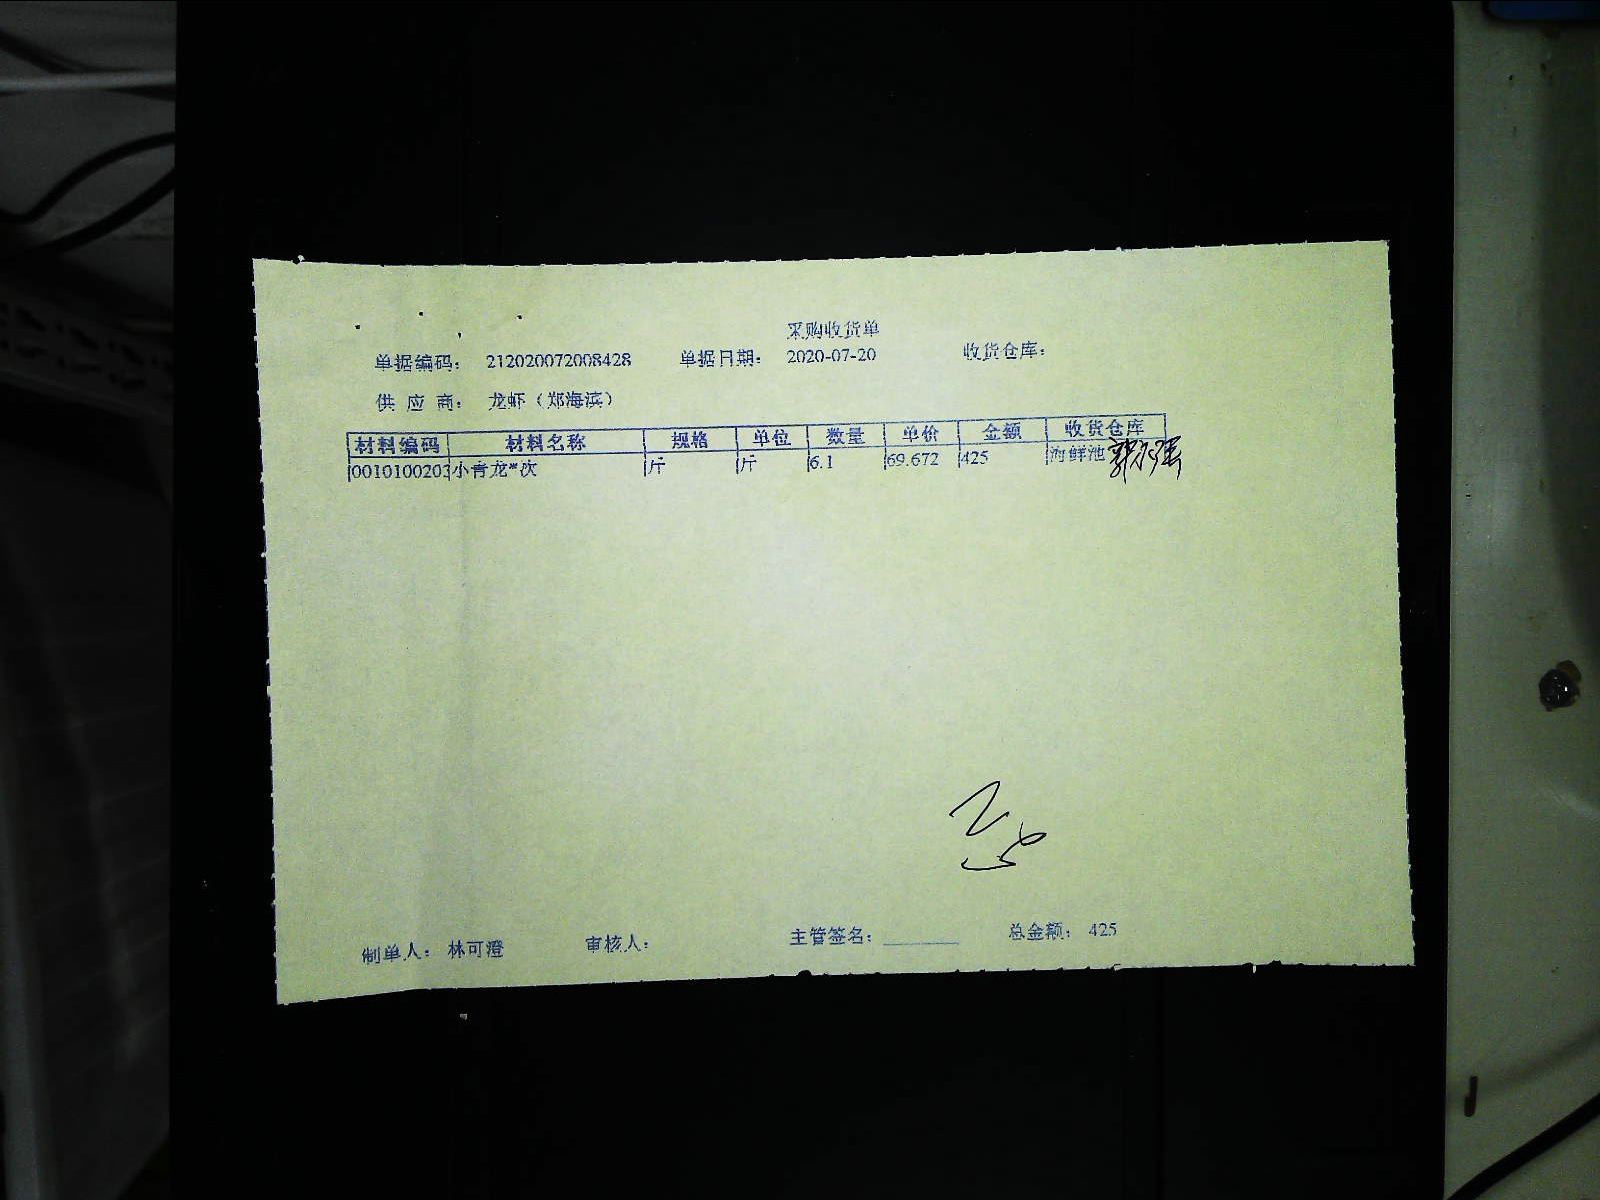 采购收货单
单据编码： 212020072008428 单据日期： 2020-07-20 收货仓库：
供 应 商： 龙虾（郑海滨）
材料编码 材料名称 规格 单位 数量 单价 金额 收货仓库
0010100203 小青龙*次 斤 斤 6.1 69.672 425 海鲜池
制单人： 林可澄 审核人： 主管签名： 总金额： 425